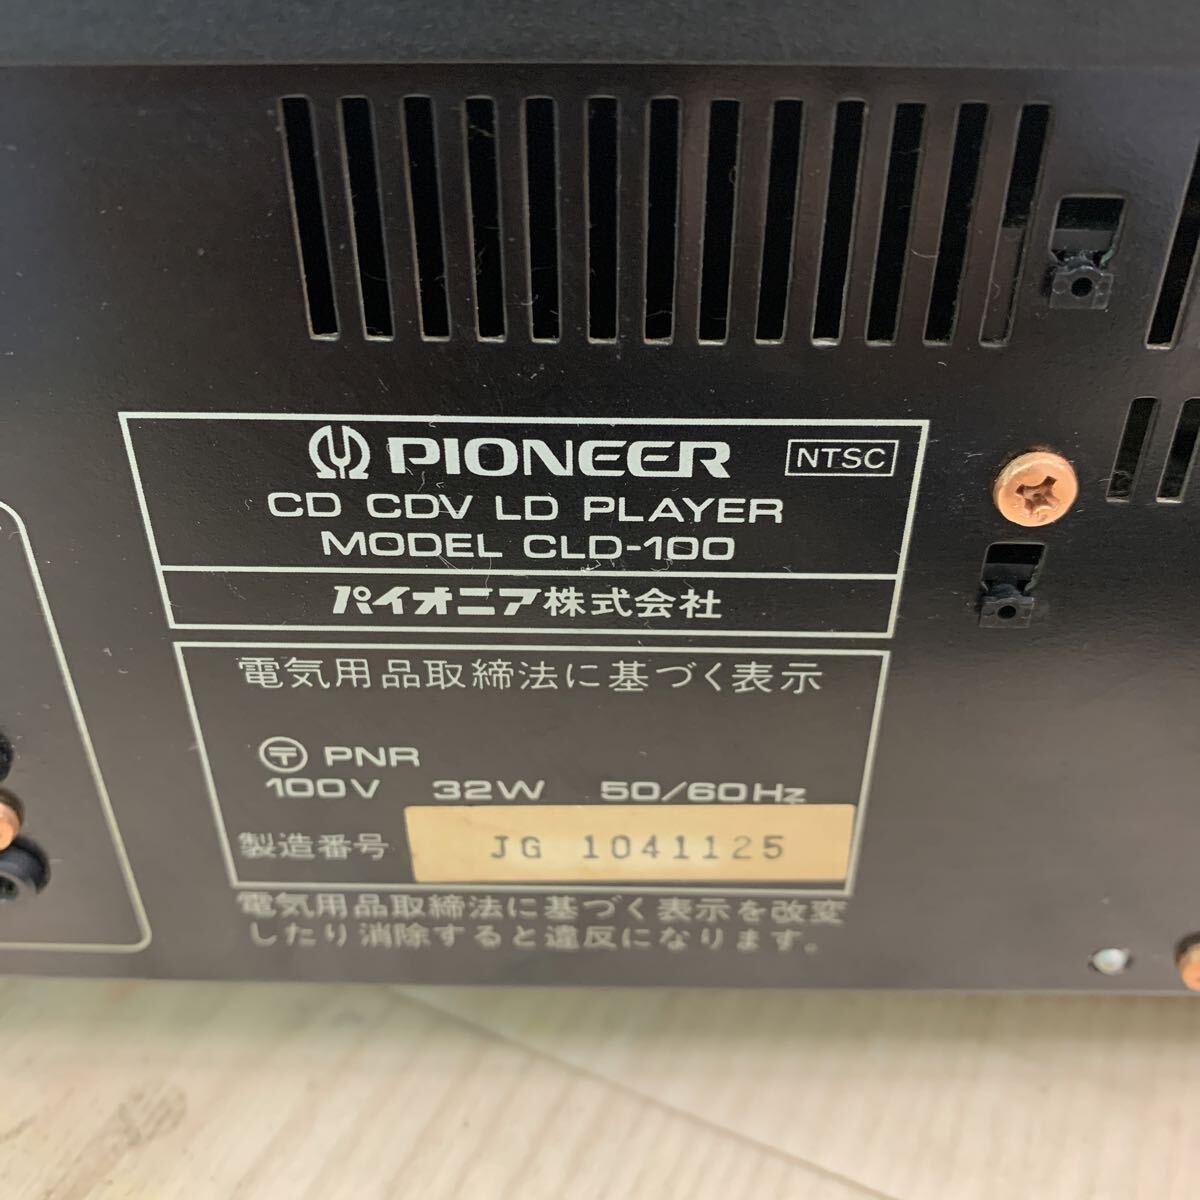 PIONEER NTSC
CD CDV LD PLAYER
MODEL CLD-100
パイオニア株式会社
電気用品取締法に基づく表示
〒 PNR
100V 32W 50/60Hz
製造番号 JG 1041125
電気用品取締法に基づく表示を改変
したり消除すると違反になります。